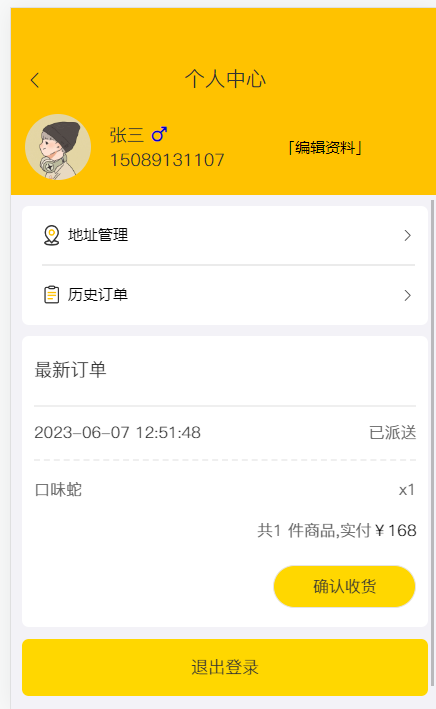 个人中心
张三 ♂
15089131107
「编辑资料」
地址管理
历史订单
最新订单
2023-06-07 12:51:48 已派送
口味蛇 x1
共1 件商品,实付￥168
确认收货
退出登录